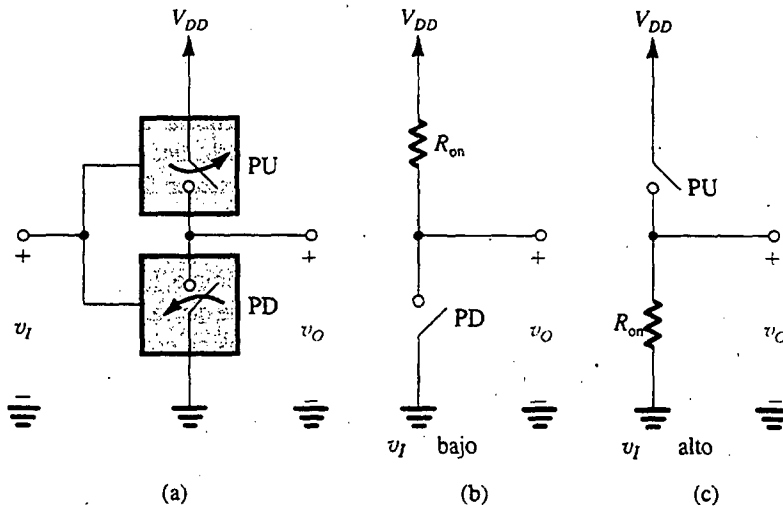 V_DD
PU
PD
+
+
v_I
v_O
−
−
(a)
V_DD
R_on
PD
+
v_O
−
v_I bajo
(b)
V_DD
PU
R_on
+
v_O
−
v_I alto
(c)